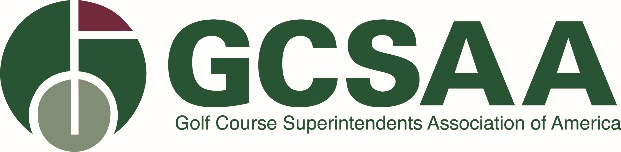 GCSAA
Golf Course Superintendents Association of America